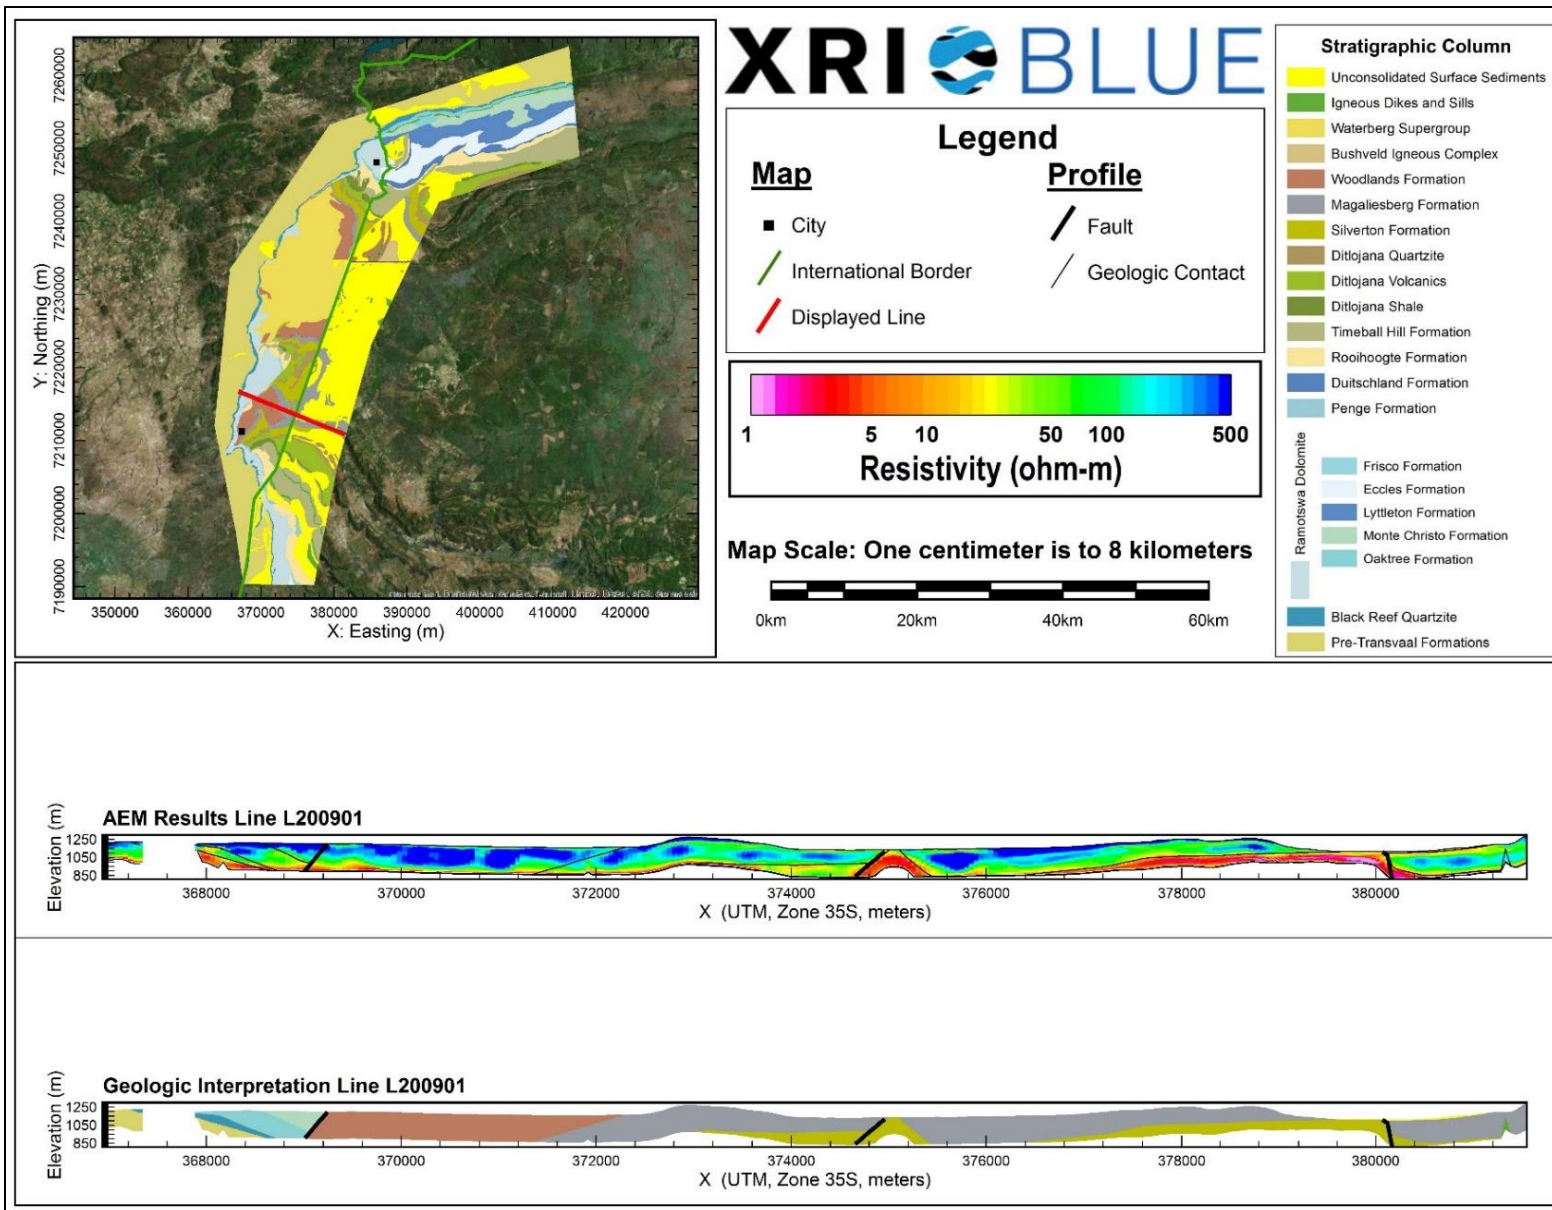 XRI BLUE
Y: Northing (m)
7260000
7250000
7240000
7230000
7220000
7210000
7200000
7190000
350000 360000 370000 380000 390000 400000 410000 420000
X: Easting (m)
Legend
Map
City
International Border
Displayed Line
Profile
Fault
Geologic Contact
1 5 10 50 100 500
Resistivity (ohm-m)
Map Scale: One centimeter is to 8 kilometers
0km 20km 40km 60km
Stratigraphic Column
Unconsolidated Surface Sediments
Igneous Dikes and Sills
Waterberg Supergroup
Bushveld Igneous Complex
Woodlands Formation
Magaliesberg Formation
Silverton Formation
Ditlojana Quartzite
Ditlojana Volcanics
Ditlojana Shale
Timeball Hill Formation
Rooihoogte Formation
Duitschland Formation
Penge Formation
Ramotswa Dolomite
Frisco Formation
Eccles Formation
Lyttleton Formation
Monte Christo Formation
Oaktree Formation
Black Reef Quartzite
Pre-Transvaal Formations
AEM Results Line L200901
Elevation (m)
1250
1050
850
368000 370000 372000 374000 376000 378000 380000
X (UTM, Zone 35S, meters)
Geologic Interpretation Line L200901
Elevation (m)
1250
1050
850
368000 370000 372000 374000 376000 378000 380000
X (UTM, Zone 35S, meters)